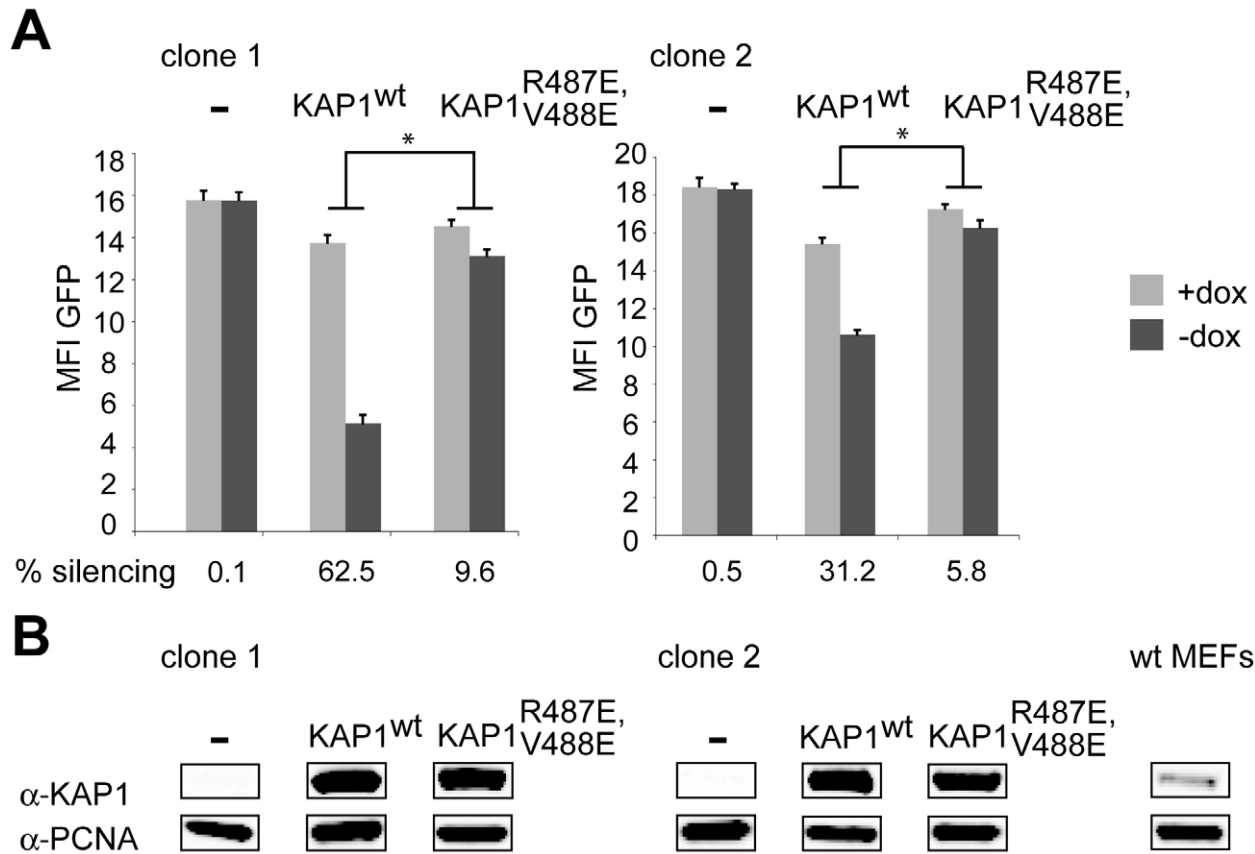 A
clone 1
clone 2
- KAP1wt KAP1R487E, V488E
- KAP1wt KAP1R487E, V488E
* *
MFI GFP
18
16
14
12
10
8
6
4
2
0
MFI GFP
20
18
16
14
12
10
8
6
4
2
0
+dox
-dox
% silencing 0.1 62.5 9.6 0.5 31.2 5.8
B
clone 1 clone 2 wt MEFs
- KAP1wt KAP1R487E, V488E - KAP1wt KAP1R487E, V488E
α-KAP1
α-PCNA